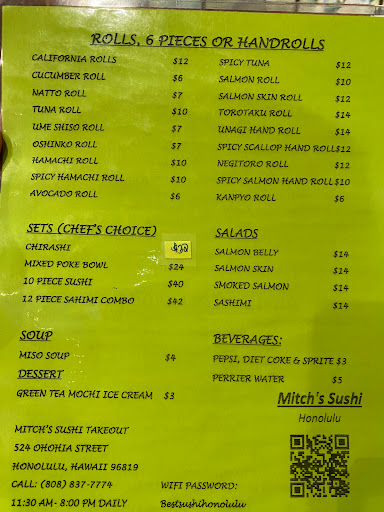 ROLLS, 6 PIECES OR HANDROLLS
CALIFORNIA ROLLS $12
CUCUMBER ROLL $6
NATTO ROLL $7
TUNA ROLL $10
UME SHISO ROLL $7
OSHINKO ROLL $7
HAMACHI ROLL $10
SPICY HAMACHI ROLL $10
AVOCADO ROLL $6
SPICY TUNA $12
SALMON ROLL $10
SALMON SKIN ROLL $12
TOROTAKU ROLL $14
UNAGI HAND ROLL $14
SPICY SCALLOP HAND ROLL $12
NEGITORO ROLL $12
SPICY SALMON HAND ROLL $10
KANPYO ROLL $6
SETS (CHEF'S CHOICE)
CHIRASHI
MIXED POKE BOWL $24
10 PIECE SUSHI $40
12 PIECE SAHIMI COMBO $42
SALADS
SALMON BELLY $14
SALMON SKIN $14
SMOKED SALMON $14
SASHIMI $14
SOUP
MISO SOUP $4
DESSERT
GREEN TEA MOCHI ICE CREAM $3
BEVERAGES:
PEPSI, DIET COKE & SPRITE $3
PERRIER WATER $5
Mitch's Sushi
Honolulu
MITCH'S SUSHI TAKEOUT
524 OHOHIA STREET
HONOLULU, HAWAII 96819
CALL: (808) 837-7774
11:30 AM- 8:00 PM DAILY
WIFI PASSWORD:
Bestsushihonolulu